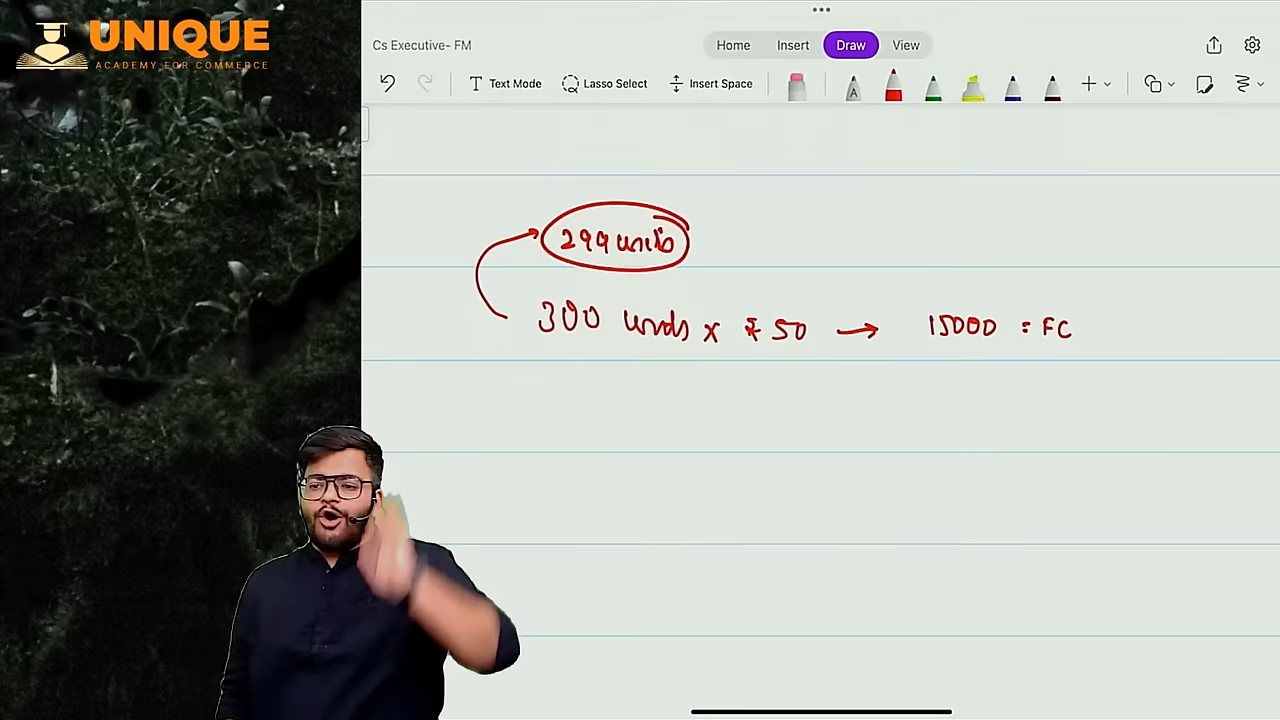 UNIQUE
ACADEMY FOR COMMERCE
Cs Executive- FM
Home Insert Draw View
Text Mode Lasso Select Insert Space
A
299 units
300 units x ₹ 50 → 15000 = FC